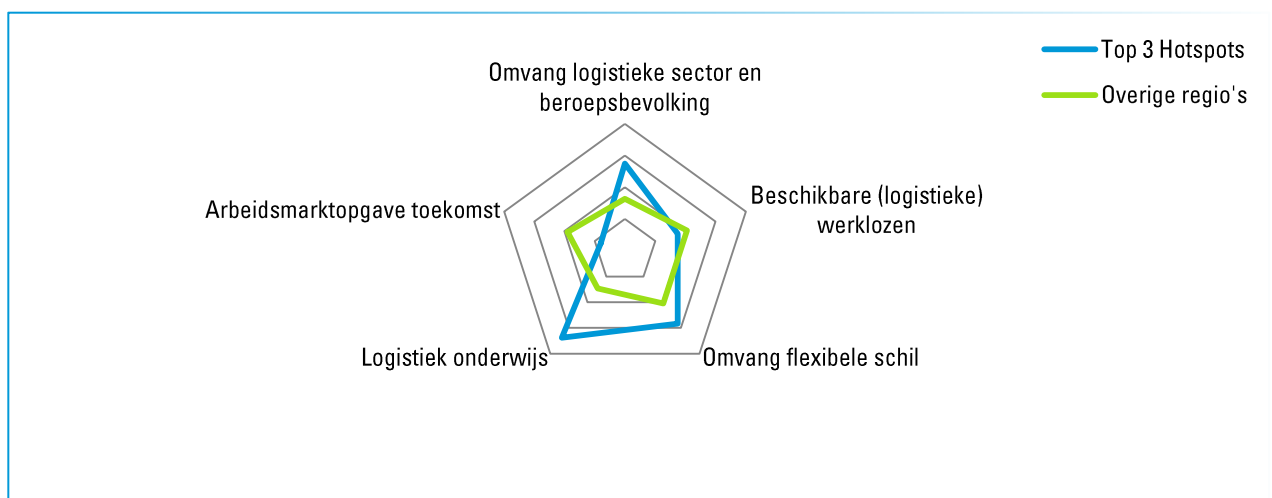 Top 3 Hotspots
Overige regio's
Omvang logistieke sector en
beroepsbevolking
Beschikbare (logistieke)
werklozen
Arbeidsmarktopgave toekomst
Logistiek onderwijs
Omvang flexibele schil